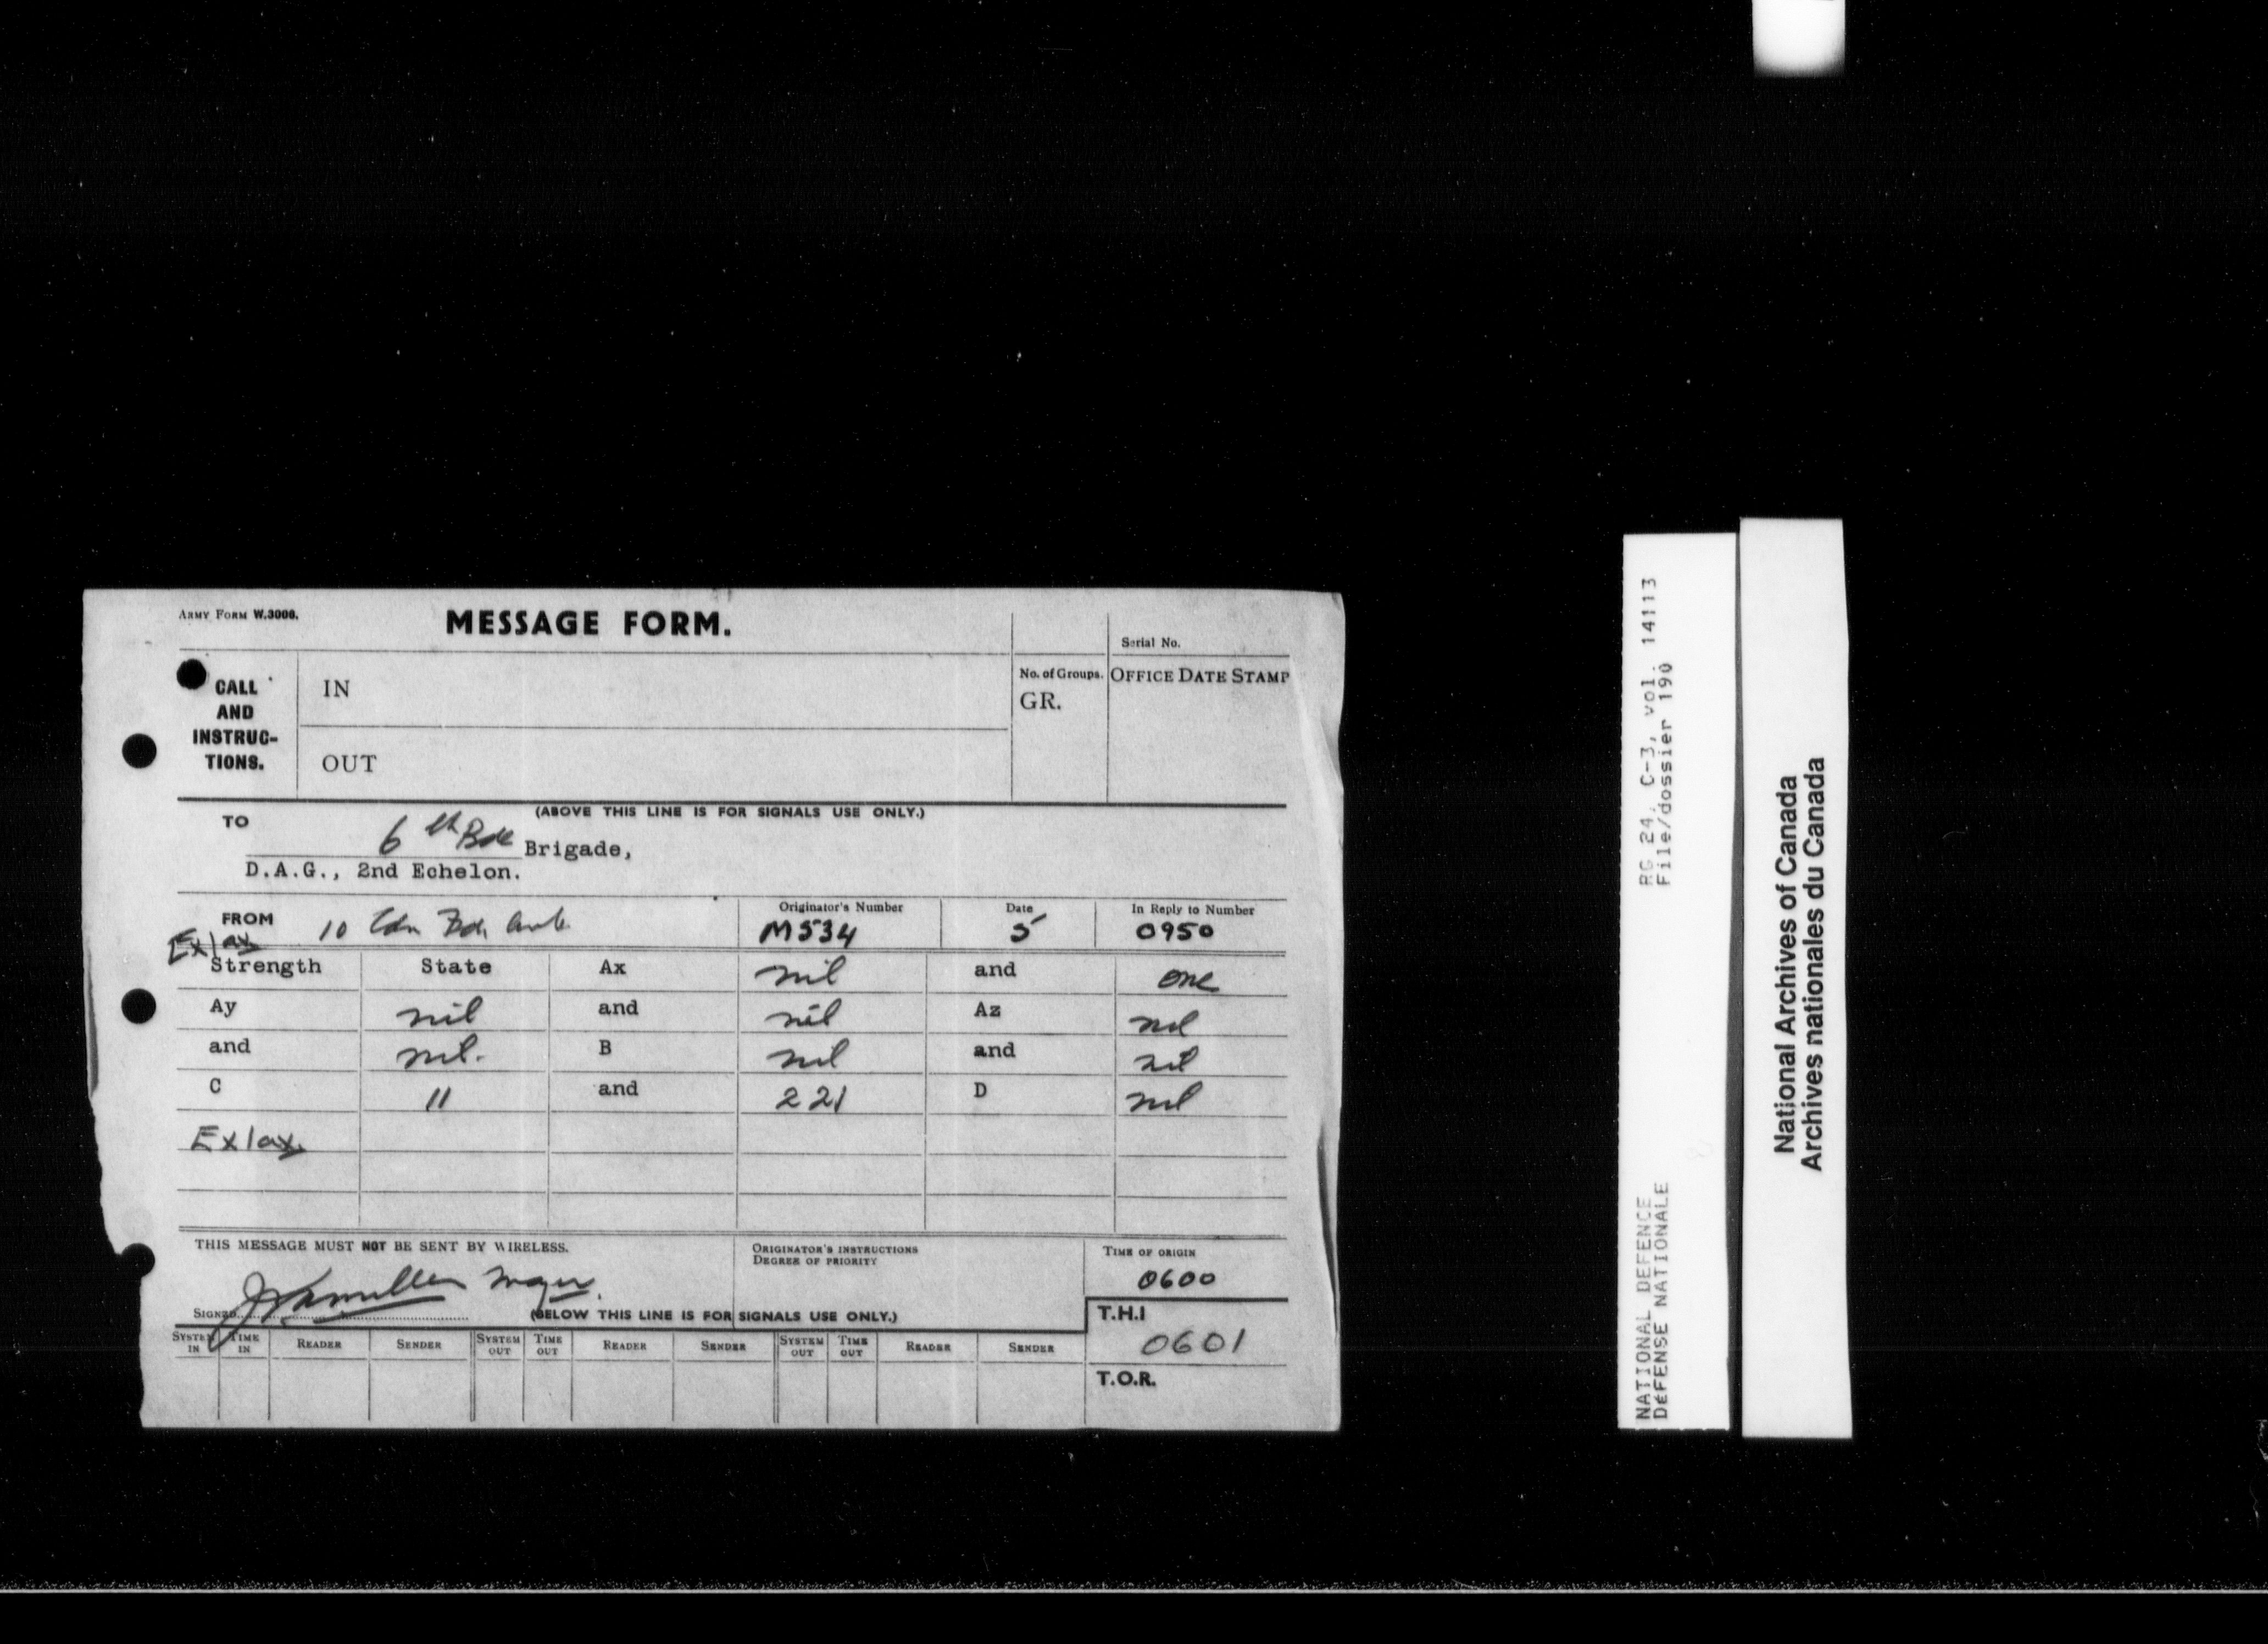 ARMY FORM W.3006.
MESSAGE FORM.
Serial No.
CALL AND INSTRUC-TIONS.
IN
No. of Groups.
GR.
OFFICE DATE STAMP
OUT
(ABOVE THIS LINE IS FOR SIGNALS USE ONLY.)
TO
6th Bde Brigade,
D.A.G., 2nd Echelon.
FROM 10 Cdn Fd. Amb.
Originator's Number M534
Date 5
In Reply to Number 0950
Exlax
Strength State Ax nil and one
Ay nil and nil Az nil
and nil. B nil and nil
C 11 and 221 D nil
Exlax.
THIS MESSAGE MUST NOT BE SENT BY WIRELESS.
ORIGINATOR'S INSTRUCTIONS
DEGREE OF PRIORITY
TIME OF ORIGIN
0600
SIGNED Major.
(BELOW THIS LINE IS FOR SIGNALS USE ONLY.)
T.H.I
0601
SYSTEM IN TIME IN READER SENDER SYSTEM OUT TIME OUT READER SENDER SYSTEM OUT TIME OUT READER SENDER
T.O.R.
NATIONAL DEFENCE RG 24, C-3, vol. 14113
DéFENSE NATIONALE File/dossier 190
National Archives of Canada
Archives nationales du Canada